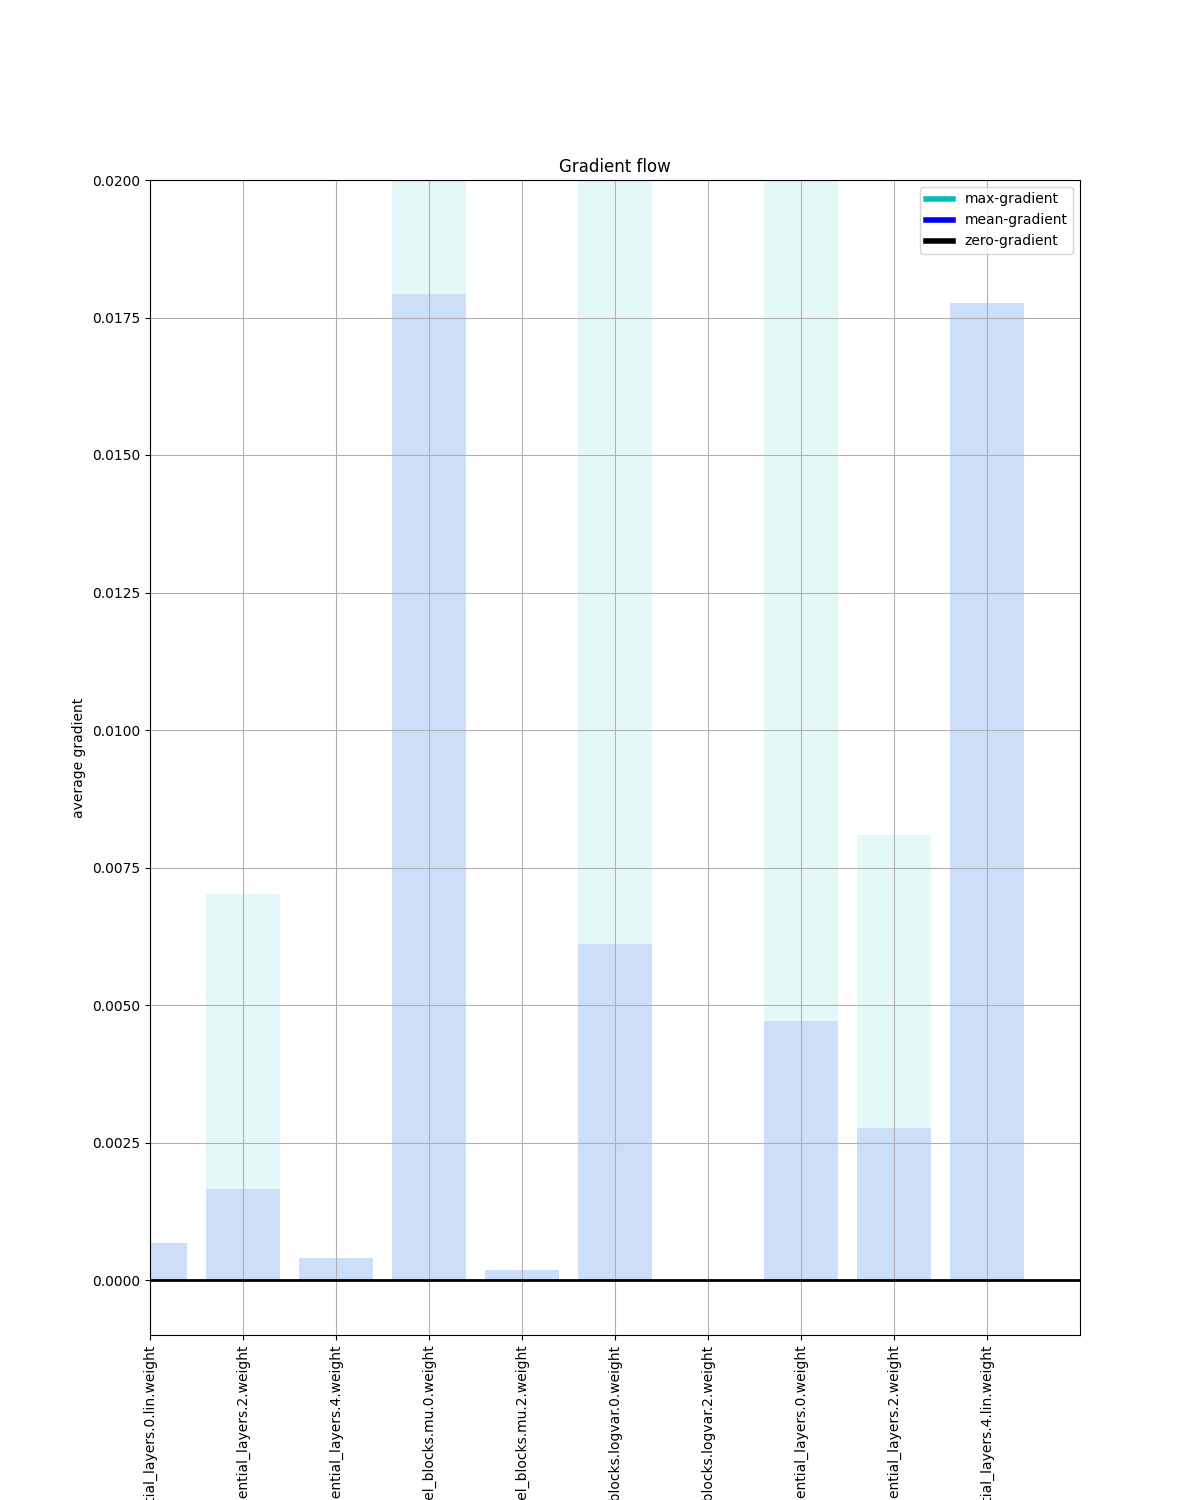 Gradient flow
max-gradient
mean-gradient
zero-gradient
0.0200
0.0175
0.0150
0.0125
0.0100
0.0075
0.0050
0.0025
0.0000
average gradient
tial_layers.0.lin.weight
ential_layers.2.weight
ential_layers.4.weight
el_blocks.mu.0.weight
el_blocks.mu.2.weight
blocks.logvar.0.weight
blocks.logvar.2.weight
ential_layers.0.weight
ential_layers.2.weight
tial_layers.4.lin.weight